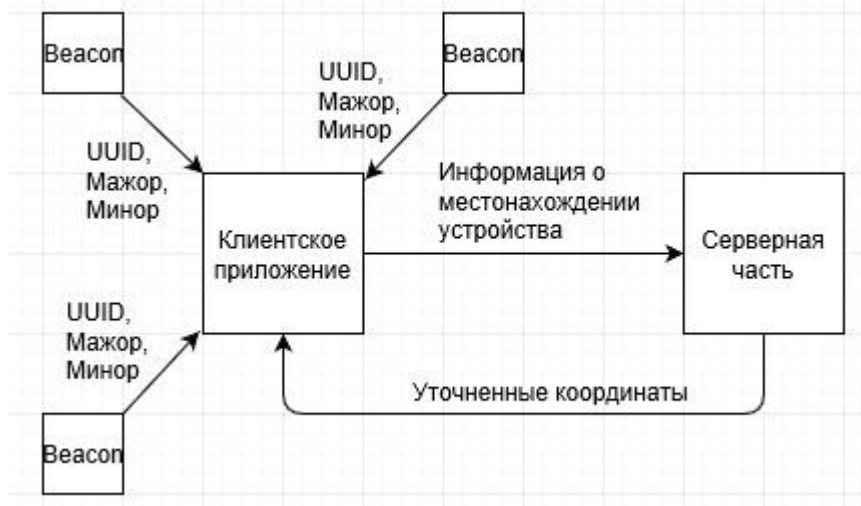 Beacon
Beacon
UUID,
Мажор,
Минор
UUID,
Мажор,
Минор
Информация о
местонахождении
устройства
Клиентское
приложение
Серверная
часть
UUID,
Мажор,
Минор
Уточненные координаты
Beacon